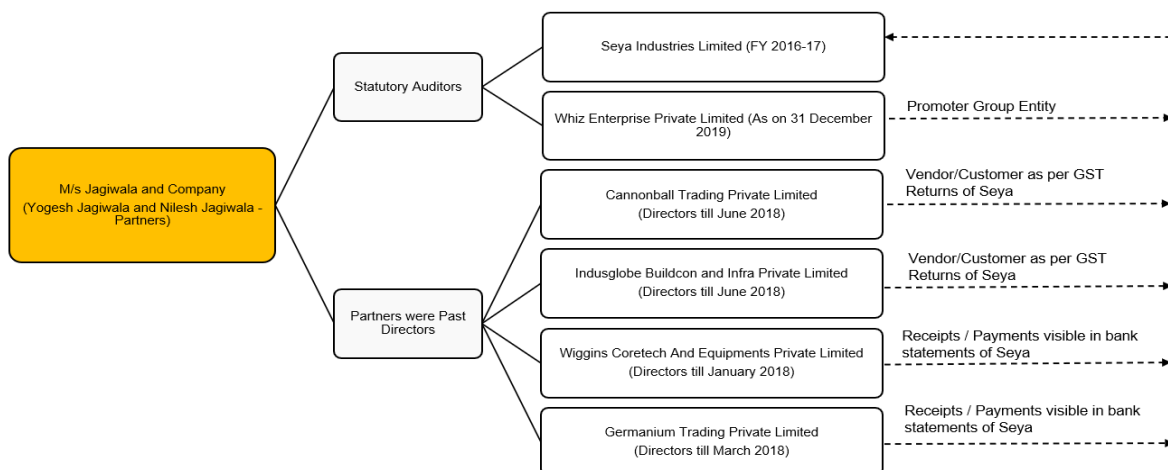 M/s Jagiwala and Company
(Yogesh Jagiwala and Nilesh Jagiwala -
Partners)
Statutory Auditors
Partners were Past
Directors
Seya Industries Limited (FY 2016-17)
Whiz Enterprise Private Limited (As on 31 December
2019)
Promoter Group Entity
Cannonball Trading Private Limited
(Directors till June 2018)
Vendor/Customer as per GST
Returns of Seya
Indusglobe Buildcon and Infra Private Limited
(Directors till June 2018)
Vendor/Customer as per GST
Returns of Seya
Wiggins Coretech And Equipments Private Limited
(Directors till January 2018)
Receipts / Payments visible in bank
statements of Seya
Germanium Trading Private Limited
(Directors till March 2018)
Receipts / Payments visible in bank
statements of Seya